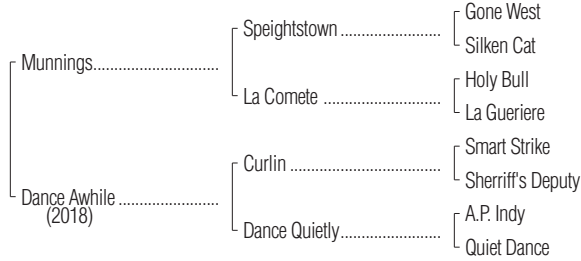 Gone West
Speightstown
Silken Cat
Munnings
Holy Bull
La Comete
La Gueriere
Smart Strike
Curlin
Sherriff's Deputy
Dance Awhile
(2018)
A.P. Indy
Dance Quietly
Quiet Dance